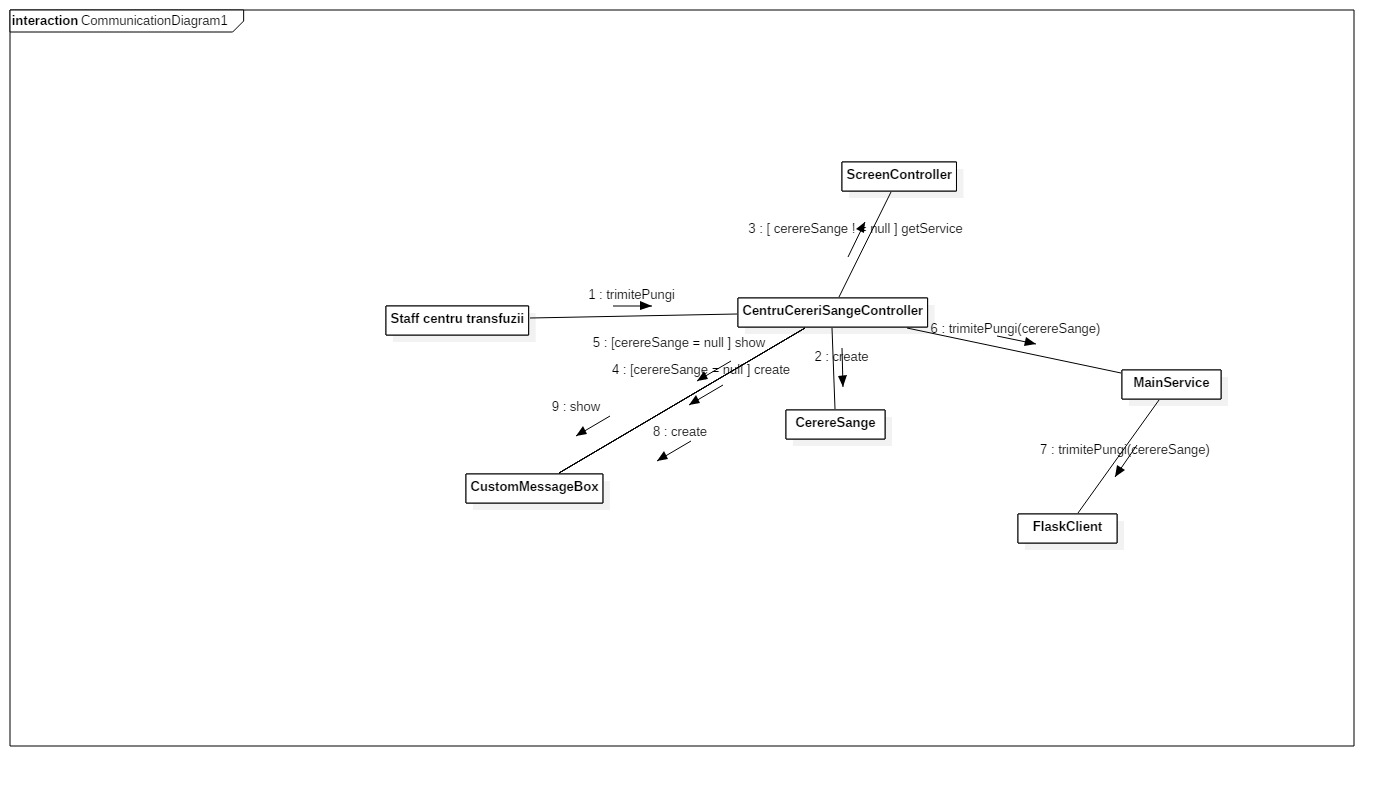 interaction CommunicationDiagram1
ScreenController
3 : [ cerereSange != null ] getService
1 : trimitePungi
CentruCereriSangeController
Staff centru transfuzii
6 : trimitePungi(cerereSange)
5 : [cerereSange = null ] show
2 : create
4 : [cerereSange = null ] create
MainService
9 : show
CerereSange
8 : create
7 : trimitePungi(cerereSange)
CustomMessageBox
FlaskClient